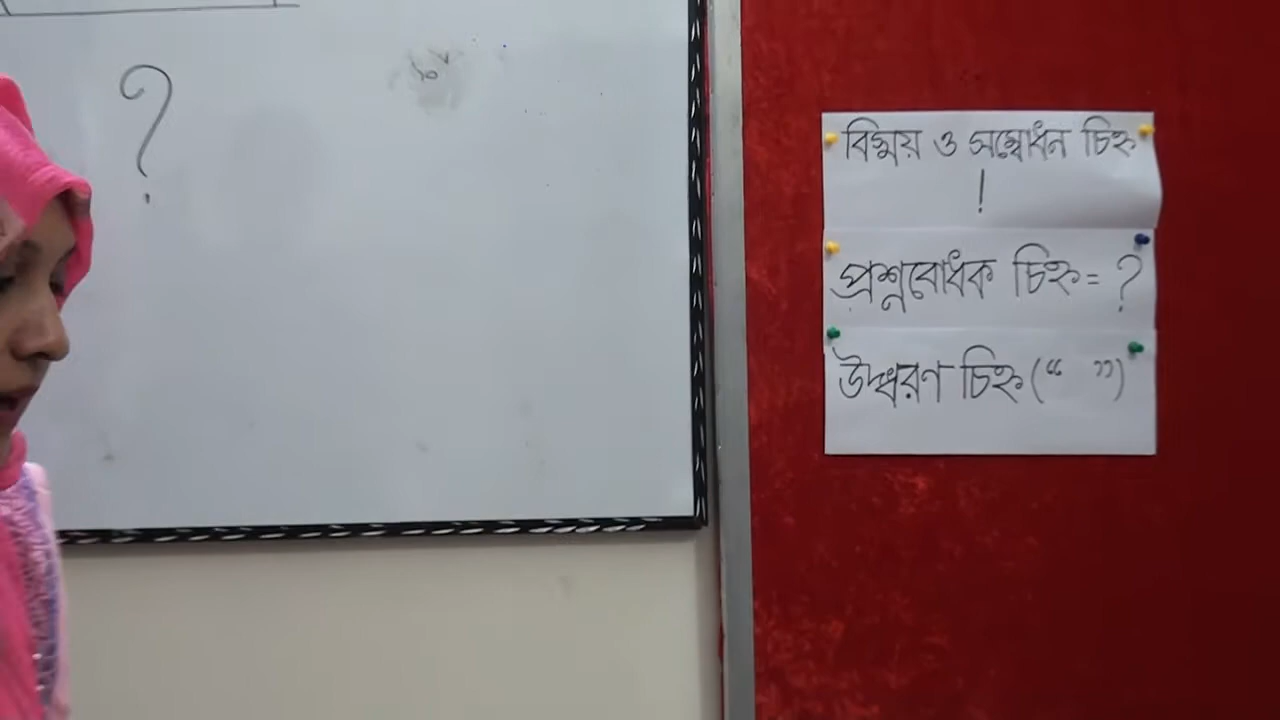 ?
বিস্ময় ও সম্বোধন চিহ্ন
!
প্রশ্নবোধক চিহ্ন = ?
উদ্ধরণ চিহ্ন (“ ”)